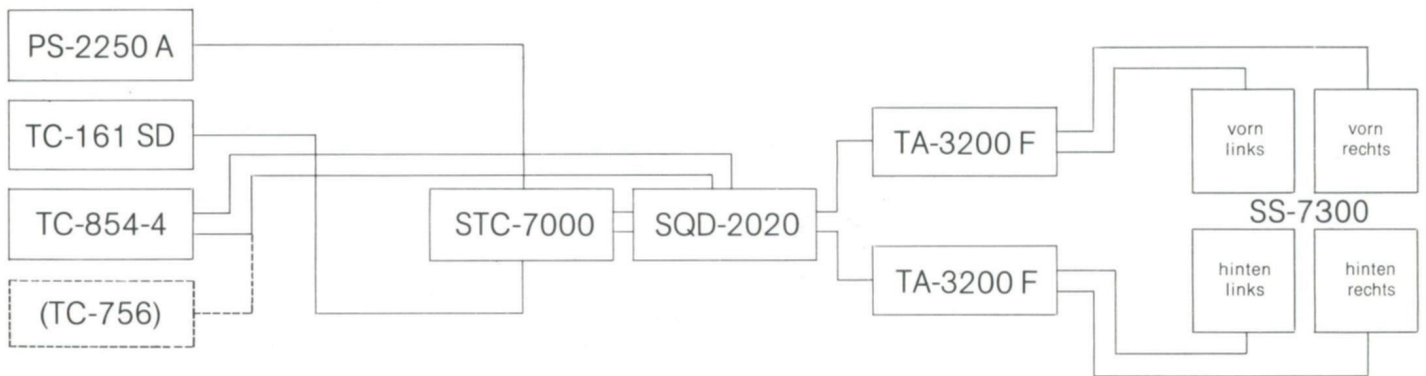 PS-2250 A
TC-161 SD
TC-854-4
(TC-756)
STC-7000
SQD-2020
TA-3200 F
TA-3200 F
vorn
links
vorn
rechts
SS-7300
hinten
links
hinten
rechts